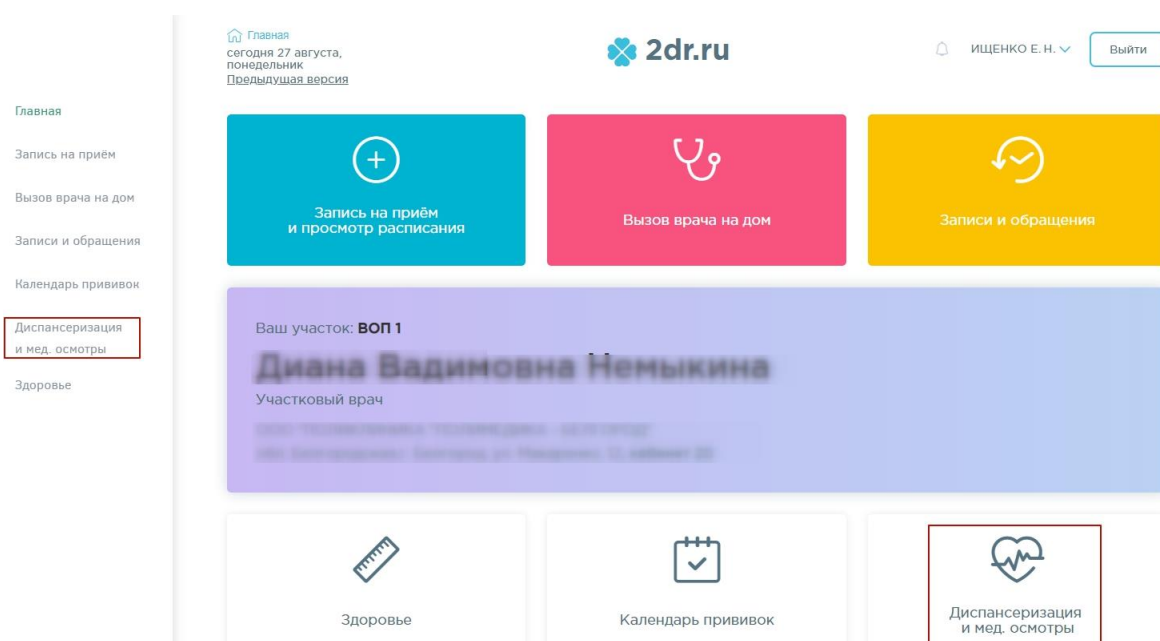 Главная
сегодня 27 августа,
понедельник
Предыдущая версия
2dr.ru
ИЩЕНКО Е. Н.
Выйти
Главная
Запись на приём
Вызов врача на дом
Записи и обращения
Календарь прививок
Диспансеризация
и мед. осмотры
Здоровье
Запись на приём
и просмотр расписания
Вызов врача на дом
Записи и обращения
Ваш участок: ВОП 1
Участковый врач
Здоровье
Календарь прививок
Диспансеризация
и мед. осмотры